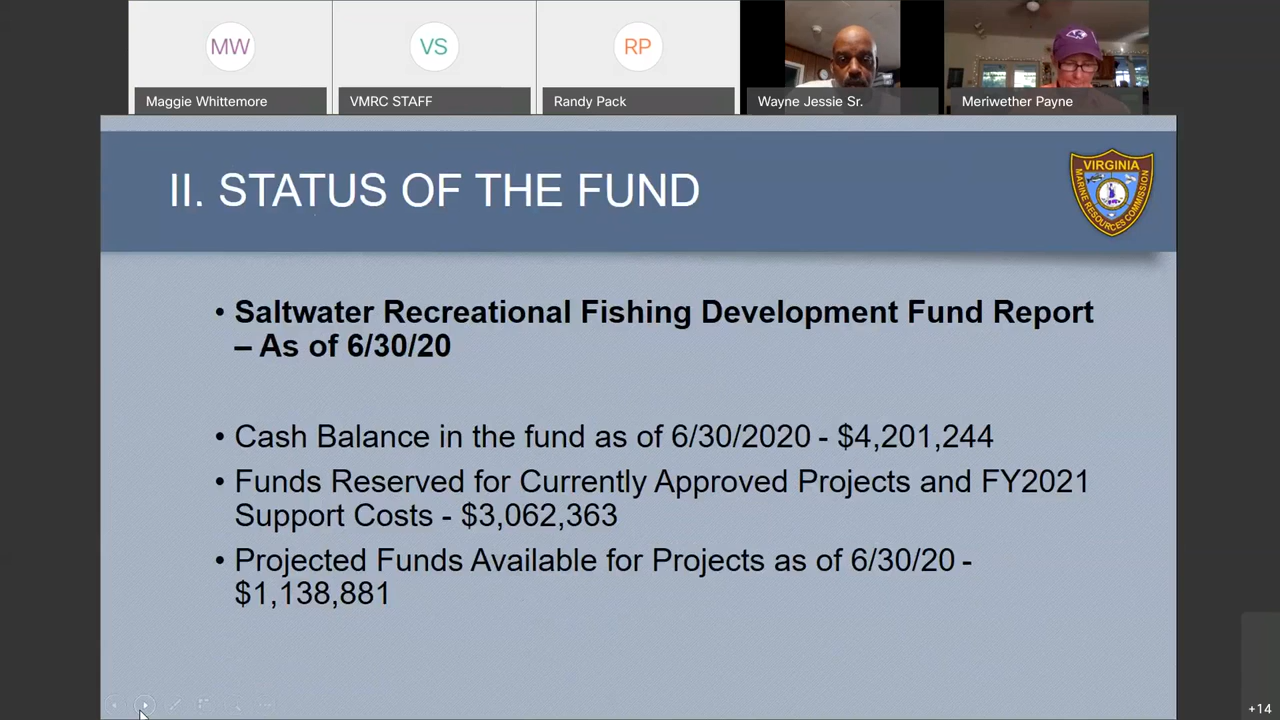 MW
VS
RP
Maggie Whittemore
VMRC STAFF
Randy Pack
Wayne Jessie Sr.
Meriwether Payne
II. STATUS OF THE FUND
VIRGINIA
MARINE RESOURCES COMMISSION
• Saltwater Recreational Fishing Development Fund Report
– As of 6/30/20
• Cash Balance in the fund as of 6/30/2020 - $4,201,244
• Funds Reserved for Currently Approved Projects and FY2021
Support Costs - $3,062,363
• Projected Funds Available for Projects as of 6/30/20 -
$1,138,881
+14